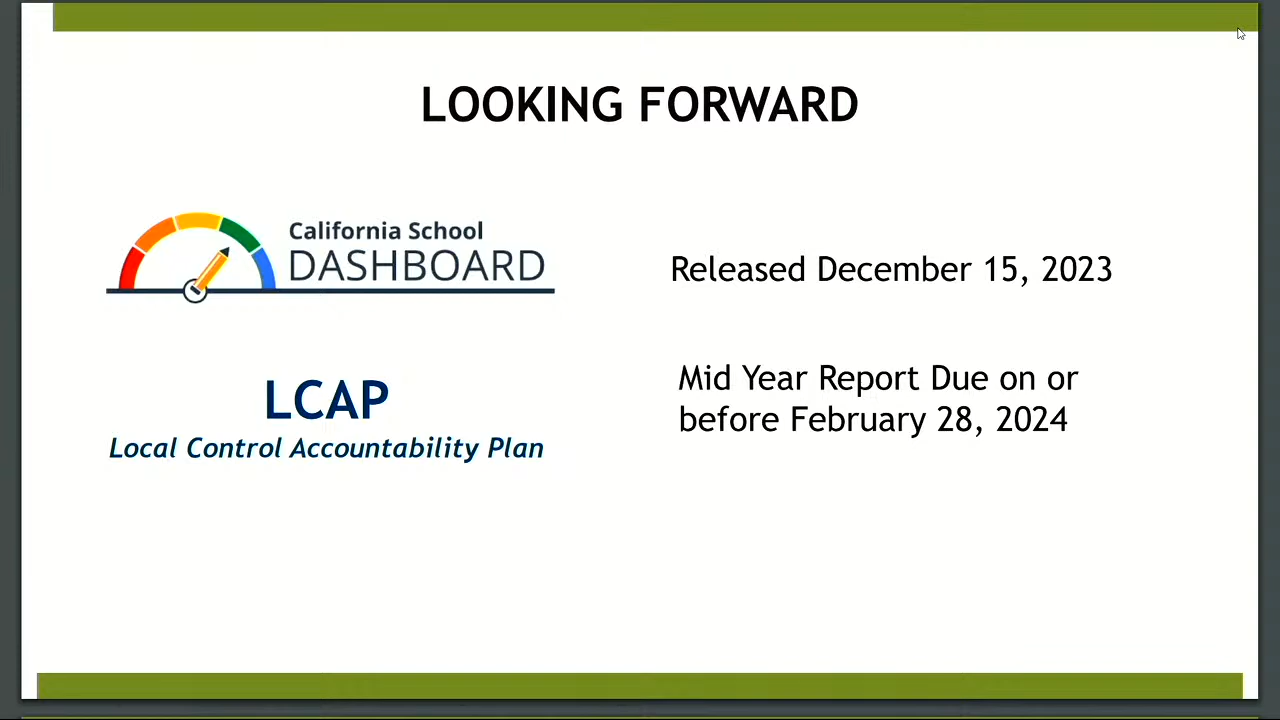 LOOKING FORWARD
California School
DASHBOARD
Released December 15, 2023
LCAP
Local Control Accountability Plan
Mid Year Report Due on or
before February 28, 2024